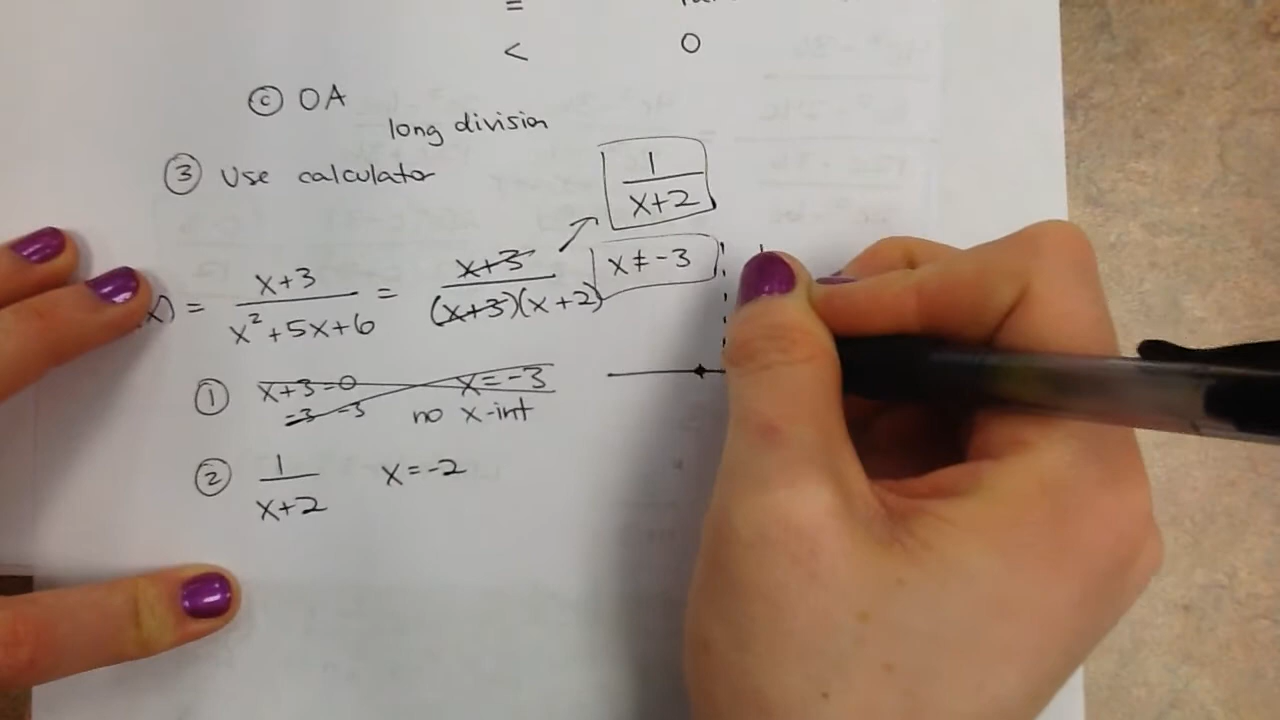 =
< 0
ⓒ OA
long division
③ Use calculator
1/(x+2)
x) = (x+3)/(x²+5x+6) = (x+3)/((x+3)(x+2)) x≠-3
① x+3=0 x=-3
-3 -3 no x-int
② 1/(x+2) x=-2